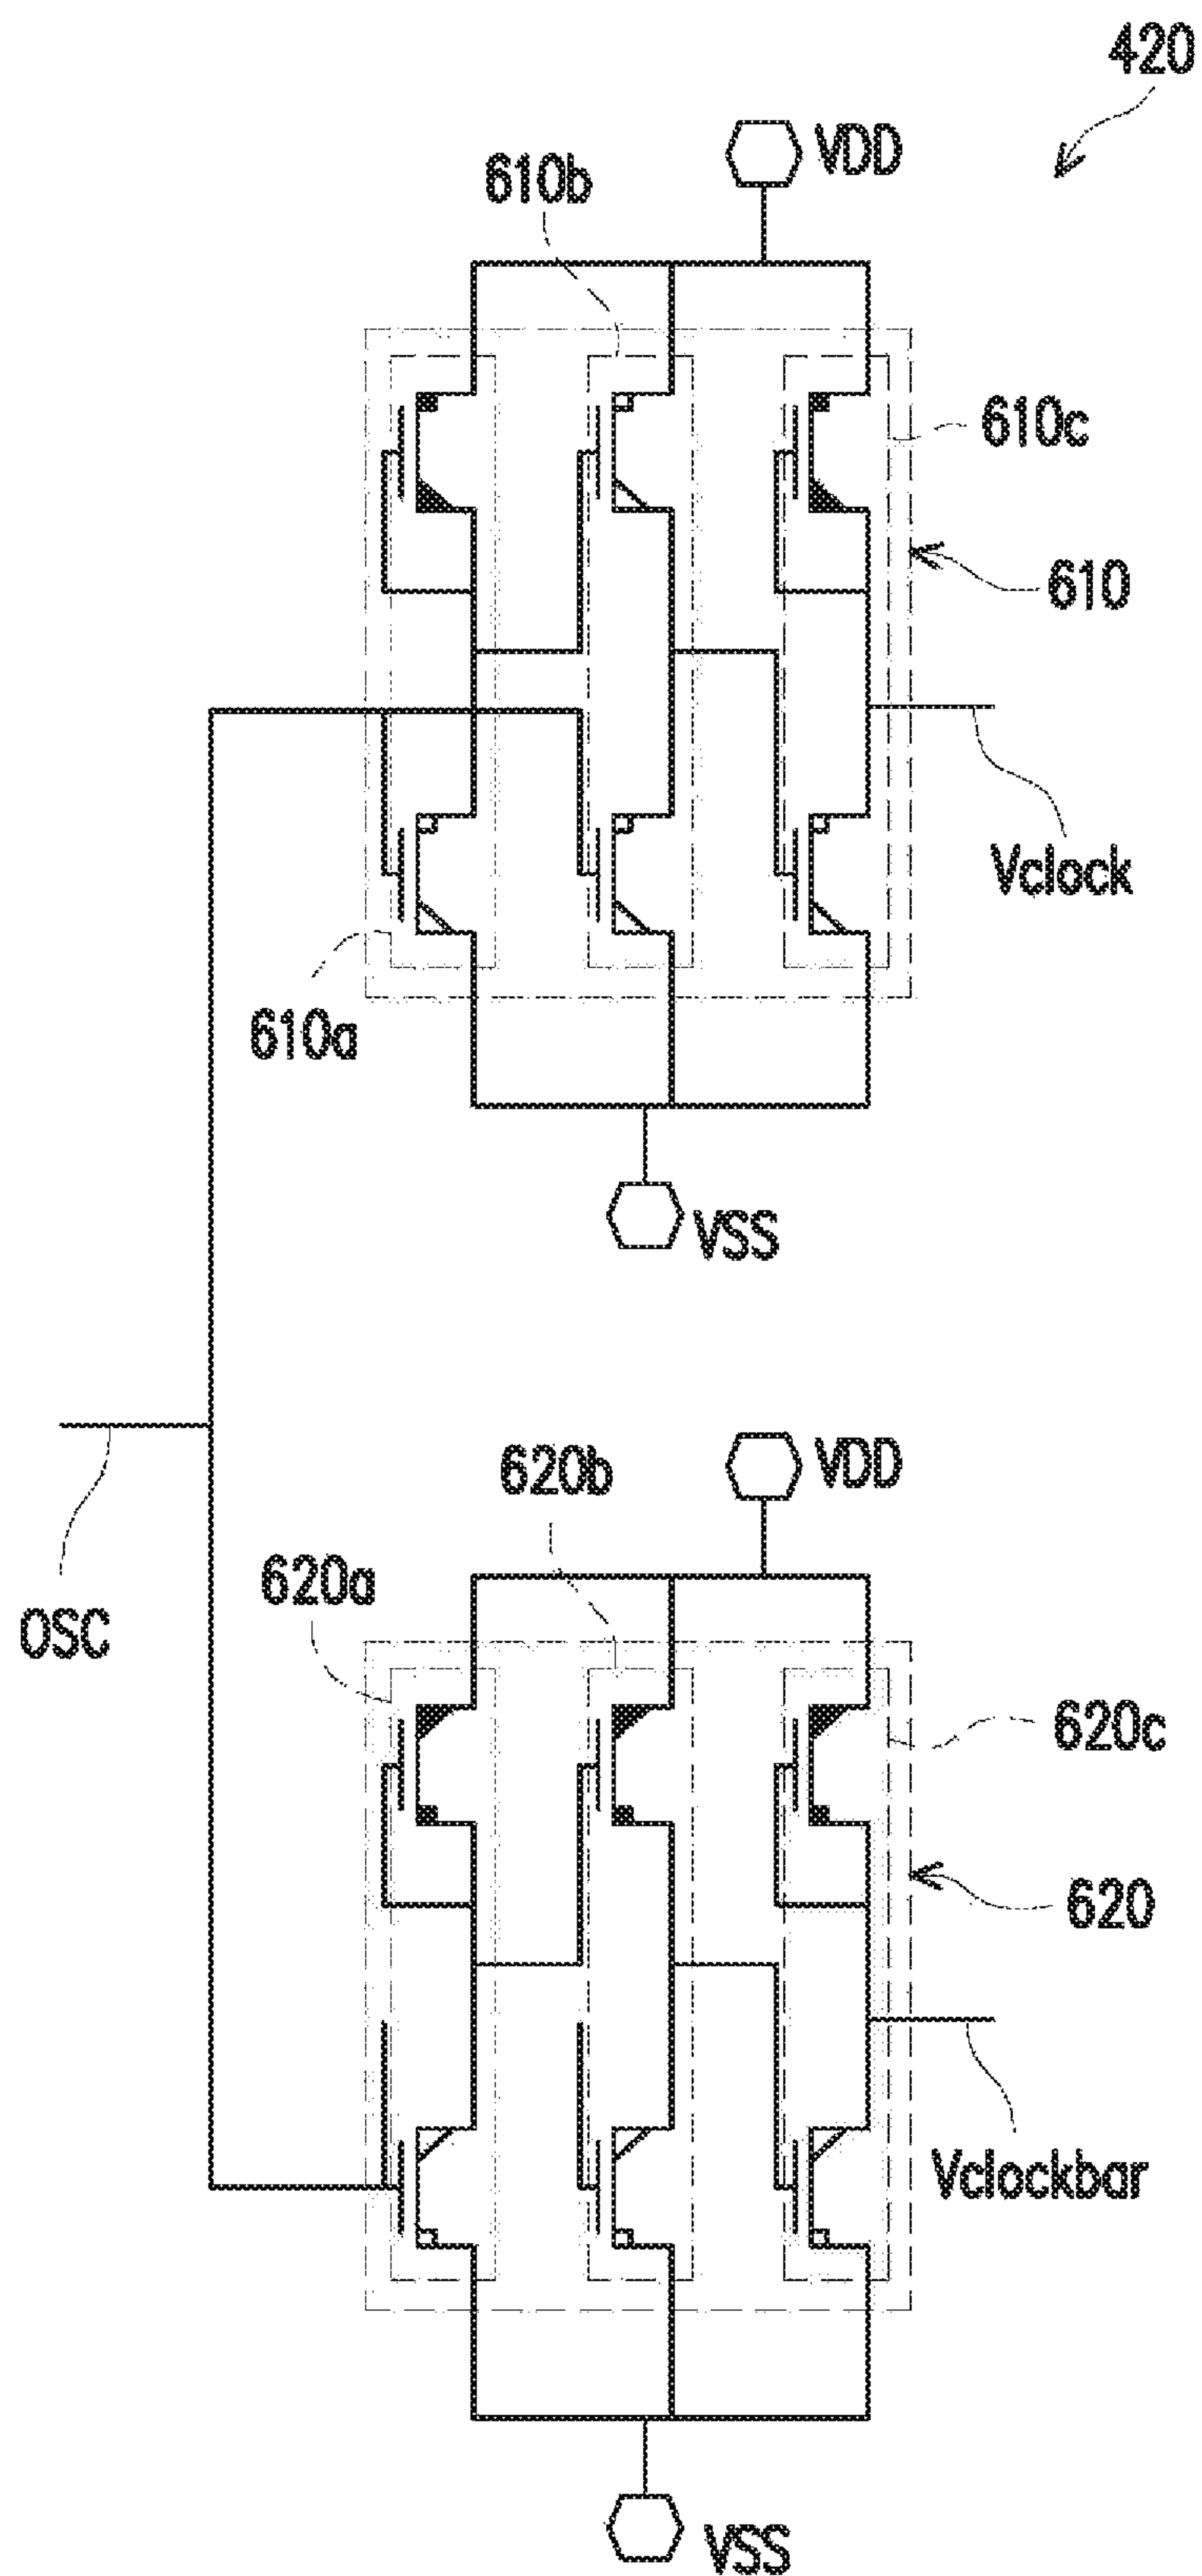 420
VDD
610b
610c
610
Vclock
610a
VSS
VDD
620b
620a
OSC
620c
620
Vclockbar
VSS